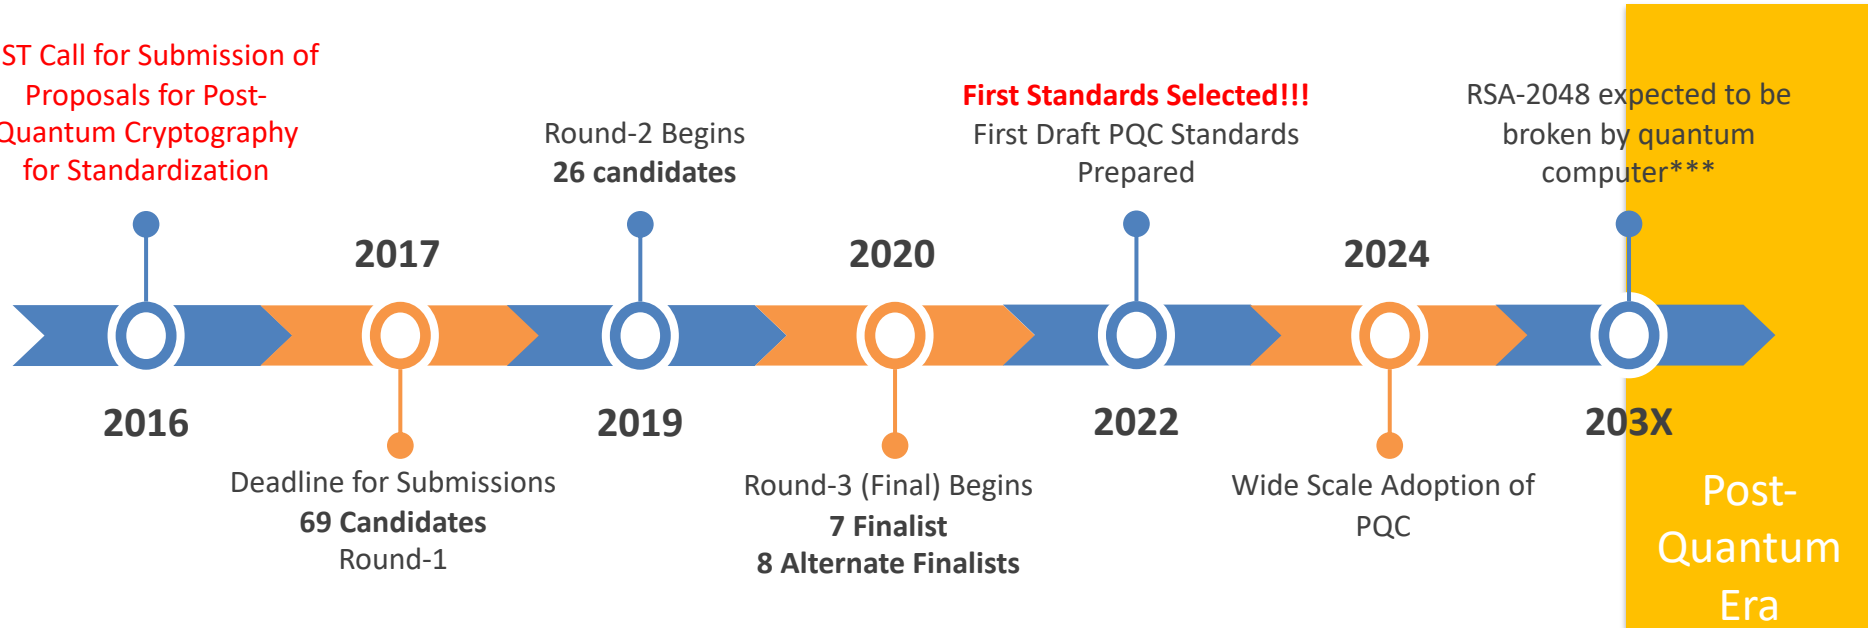 ST Call for Submission of
Proposals for Post-
Quantum Cryptography
for Standardization
2016
2017
Deadline for Submissions
69 Candidates
Round-1
Round-2 Begins
26 candidates
2019
2020
Round-3 (Final) Begins
7 Finalist
8 Alternate Finalists
First Standards Selected!!!
First Draft PQC Standards
Prepared
2022
2024
Wide Scale Adoption of
PQC
RSA-2048 expected to be
broken by quantum
computer***
203X
Post-
Quantum
Era